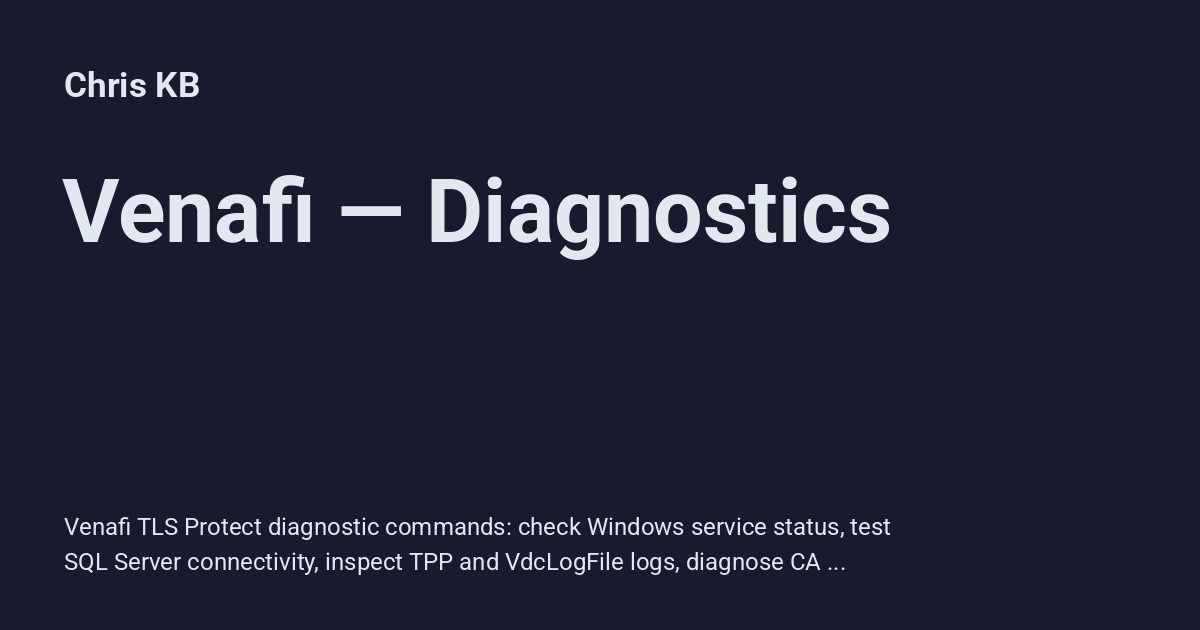 Chris KB
Venafi — Diagnostics
Venafi TLS Protect diagnostic commands: check Windows service status, test
SQL Server connectivity, inspect TPP and VdcLogFile logs, diagnose CA ...